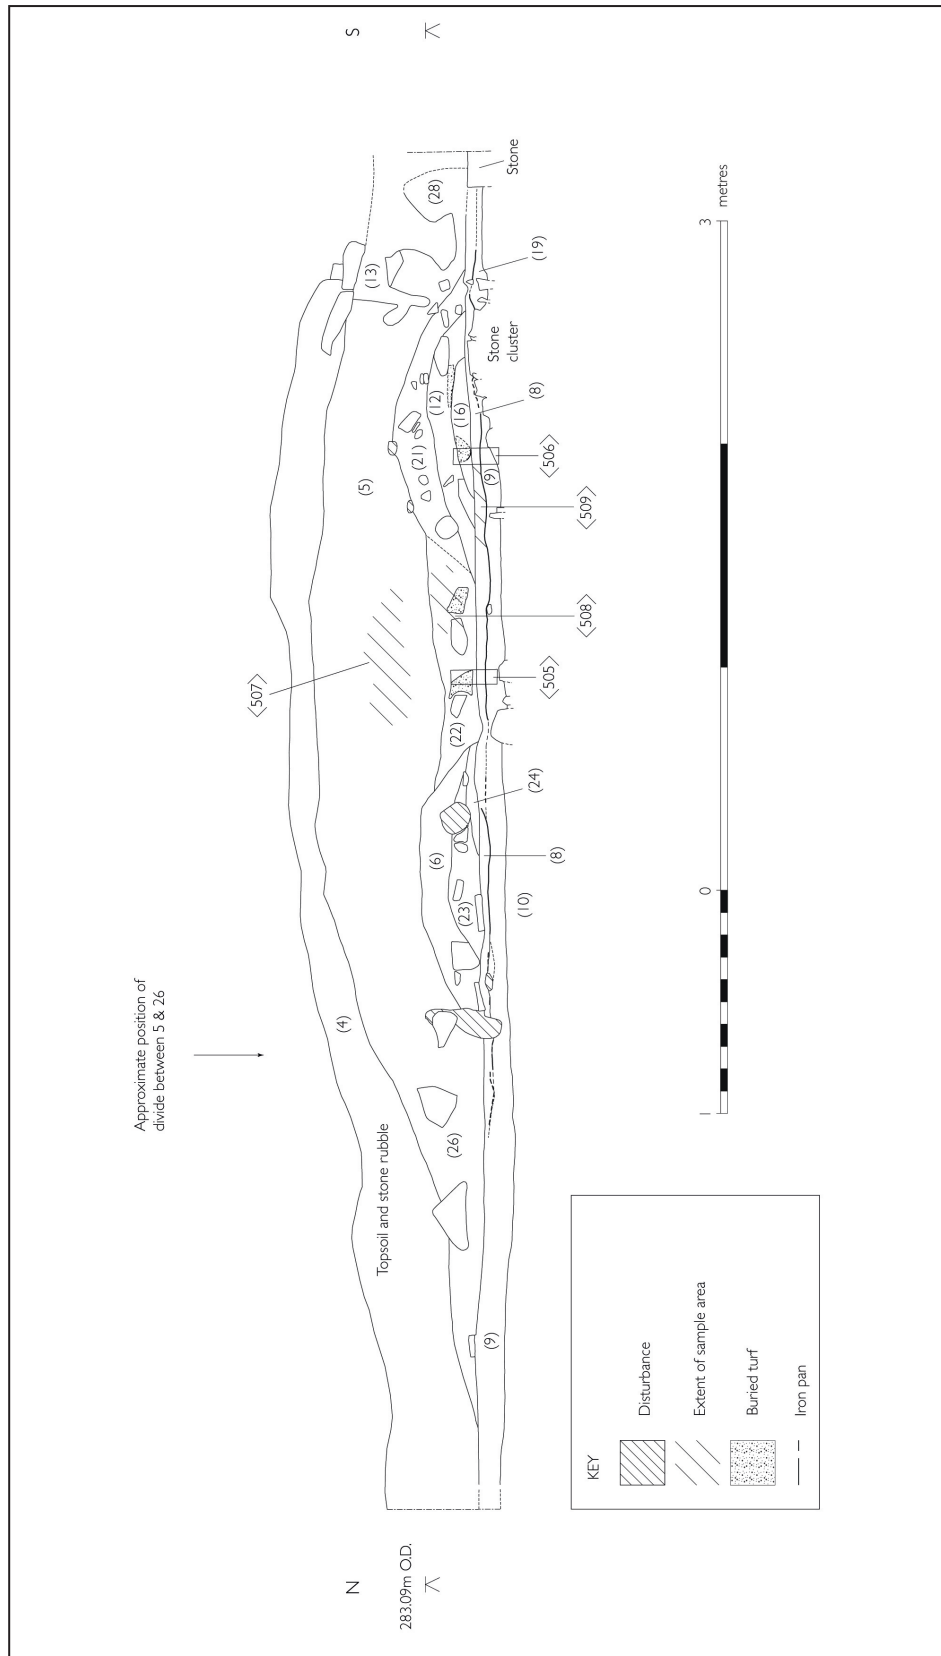 N
S
283.09m O.D.
Approximate position of
divide between 5 & 26
(4)
Topsoil and stone rubble
<507>
(5)
(13)
(28)
(26)
(6)
(23)
(22)
(21)
(12)
(16)
(9)
(10)
(8)
(24)
<505>
<508>
<509>
<506>
(9)
(8)
Stone
cluster
(19)
Stone
KEY
Disturbance
Extent of sample area
Buried turf
Iron pan
1
0
3
metres